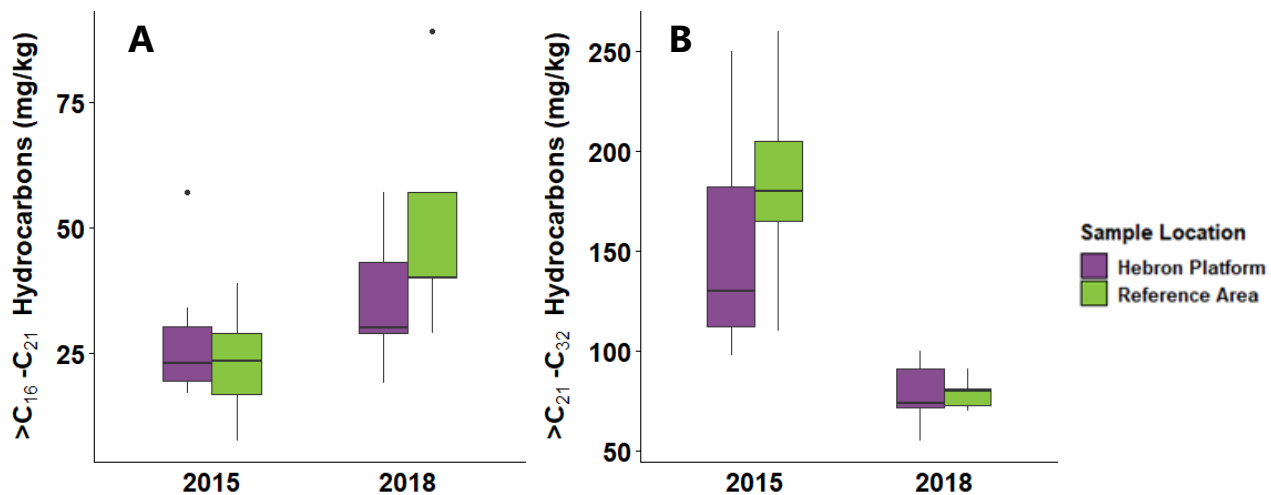 A
>C16 -C21 Hydrocarbons (mg/kg)
75
50
25
2015 2018
B
>C21 -C32 Hydrocarbons (mg/kg)
250
200
150
100
50
2015 2018
Sample Location
Hebron Platform
Reference Area